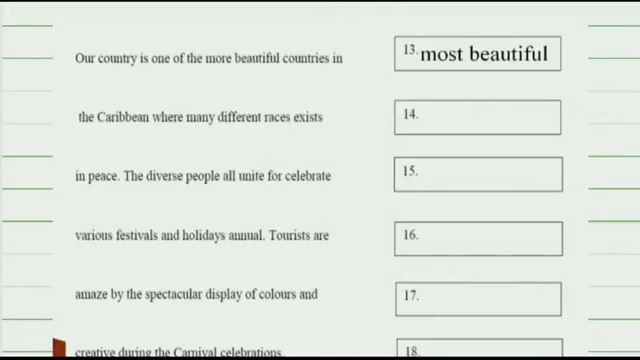 Our country is one of the more beautiful countries in 13. most beautiful
the Caribbean where many different races exists 14.
in peace. The diverse people all unite for celebrate 15.
various festivals and holidays annual. Tourists are 16.
amaze by the spectacular display of colours and 17.
creative during the Carnival celebrations. 18.